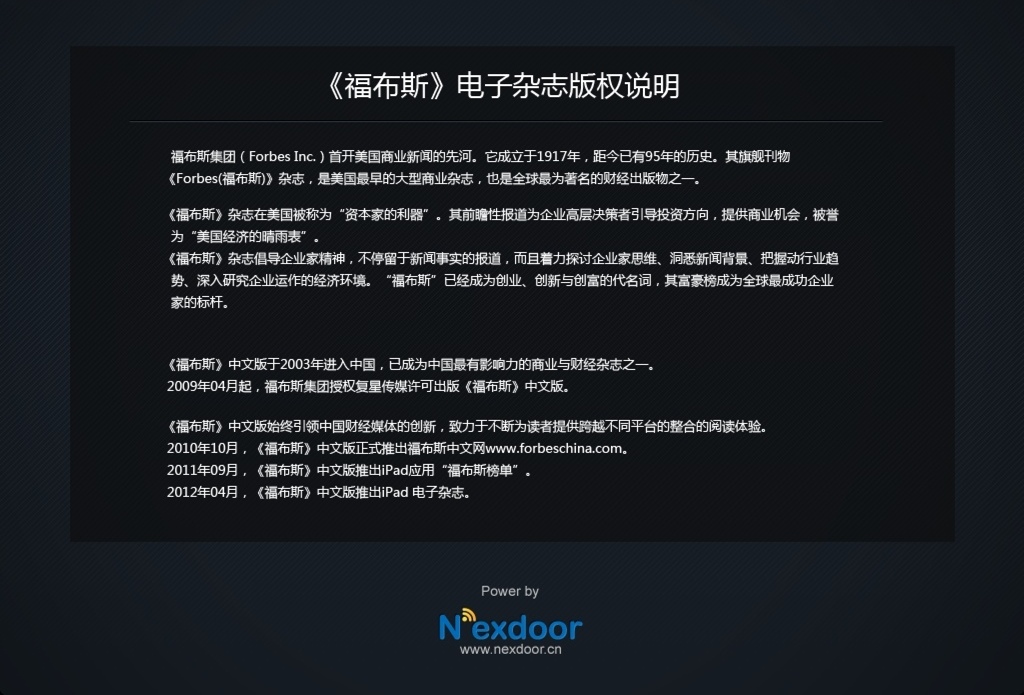 《福布斯》电子杂志版权说明
福布斯集团（Forbes Inc.）首开美国商业新闻的先河。它成立于1917年，距今已有95年的历史。其旗舰刊物
《Forbes(福布斯)》杂志，是美国最早的大型商业杂志，也是全球最为著名的财经出版物之一。
《福布斯》杂志在美国被称为“资本家的利器”。其前瞻性报道为企业高层决策者引导投资方向，提供商业机会，被誉
为“美国经济的晴雨表”。
《福布斯》杂志倡导企业家精神，不停留于新闻事实的报道，而且着力探讨企业家思维、洞悉新闻背景、把握动行业趋
势、深入研究企业运作的经济环境。“福布斯”已经成为创业、创新与创富的代名词，其富豪榜成为全球最成功企业
家的标杆。
《福布斯》中文版于2003年进入中国，已成为中国最有影响力的商业与财经杂志之一。
2009年04月起，福布斯集团授权复星传媒许可出版《福布斯》中文版。
《福布斯》中文版始终引领中国财经媒体的创新，致力于不断为读者提供跨越不同平台的整合的阅读体验。
2010年10月，《福布斯》中文版正式推出福布斯中文网www.forbeschina.com。
2011年09月，《福布斯》中文版推出iPad应用“福布斯榜单”。
2012年04月，《福布斯》中文版推出iPad 电子杂志。
Power by
Nexdoor
www.nexdoor.cn